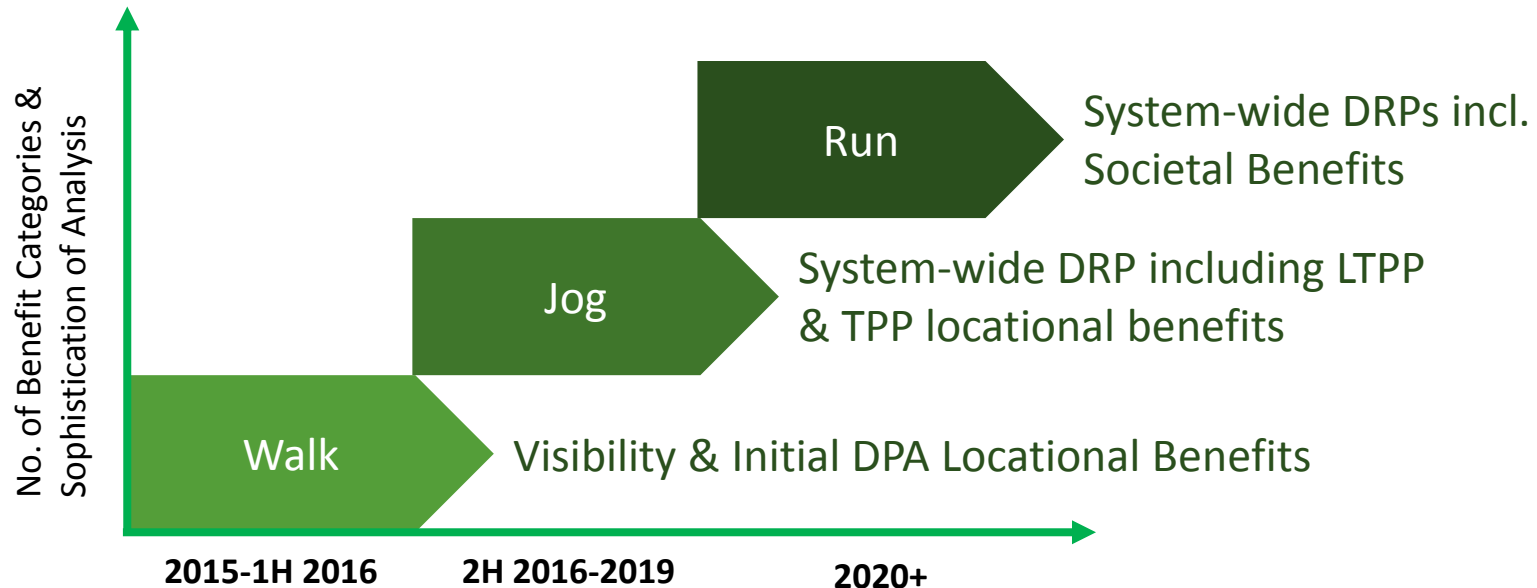 No. of Benefit Categories &
Sophistication of Analysis
Run
System-wide DRPs incl.
Societal Benefits
Jog
System-wide DRP including LTPP
& TPP locational benefits
Walk
Visibility & Initial DPA Locational Benefits
2015-1H 2016
2H 2016-2019
2020+